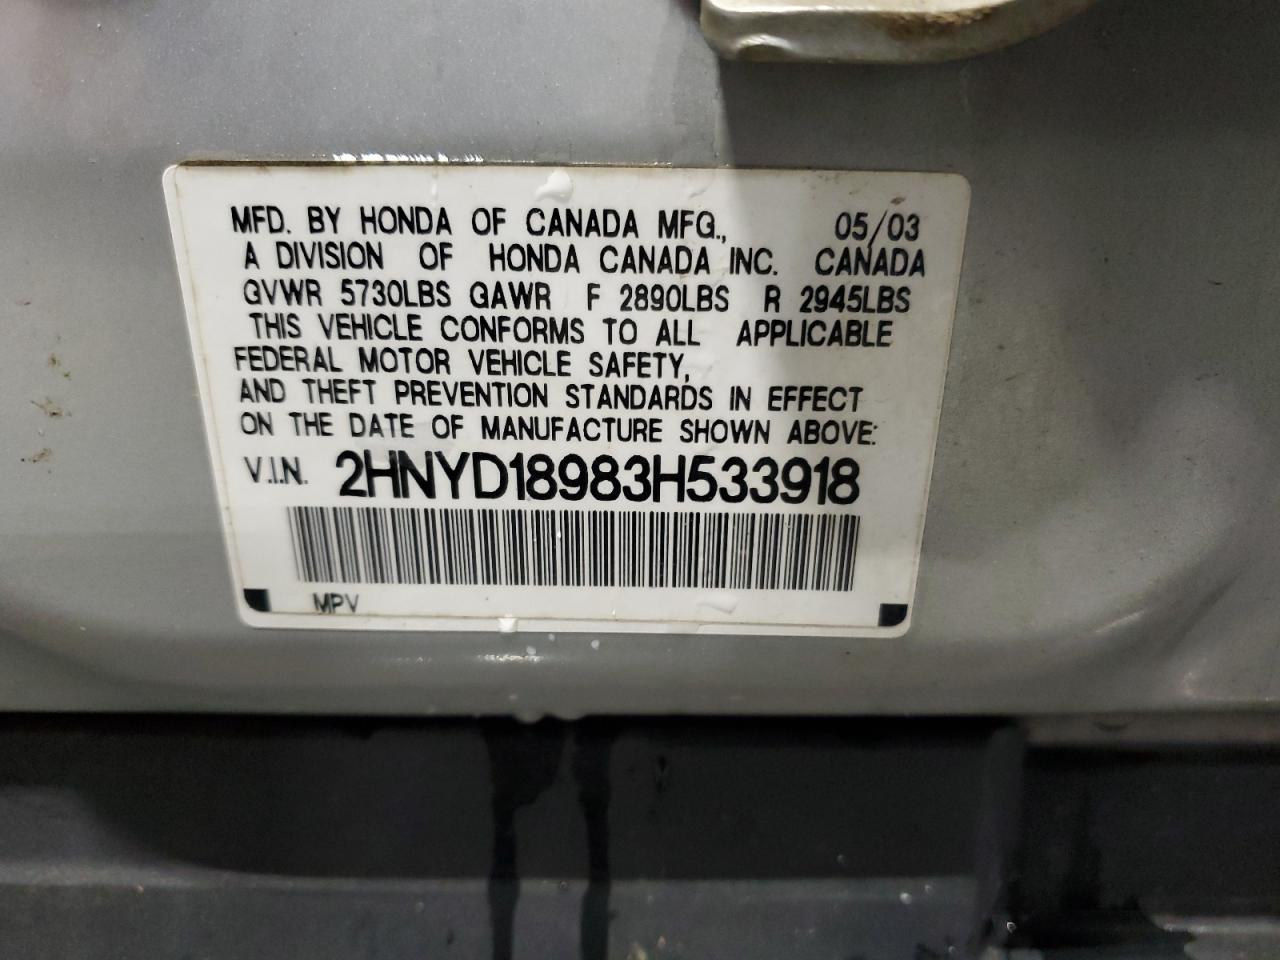 MFD. BY HONDA OF CANADA MFG., 05/03
A DIVISION OF HONDA CANADA INC. CANADA
GVWR 5730LBS GAWR F 2890LBS R 2945LBS
THIS VEHICLE CONFORMS TO ALL APPLICABLE
FEDERAL MOTOR VEHICLE SAFETY,
AND THEFT PREVENTION STANDARDS IN EFFECT
ON THE DATE OF MANUFACTURE SHOWN ABOVE:
V.I.N. 2HNYD18983H533918
MPV